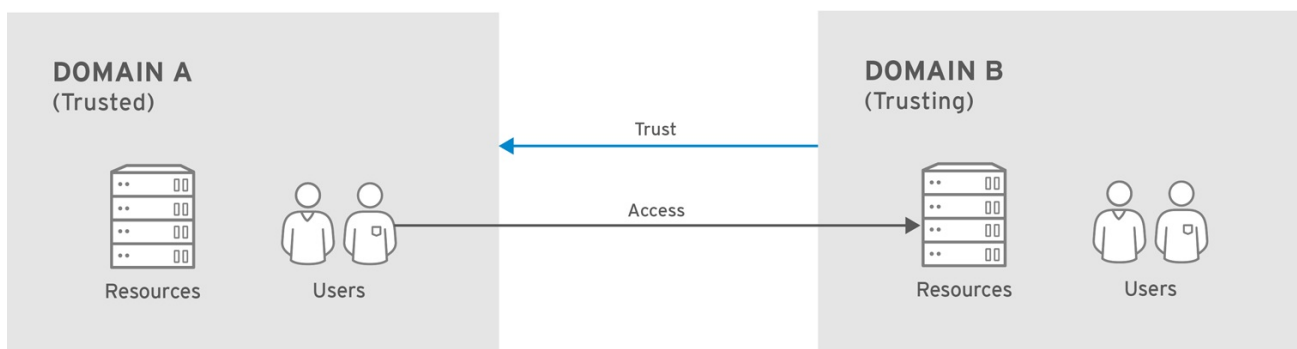 DOMAIN A
(Trusted)
Resources
Users
Trust
Access
DOMAIN B
(Trusting)
Resources
Users